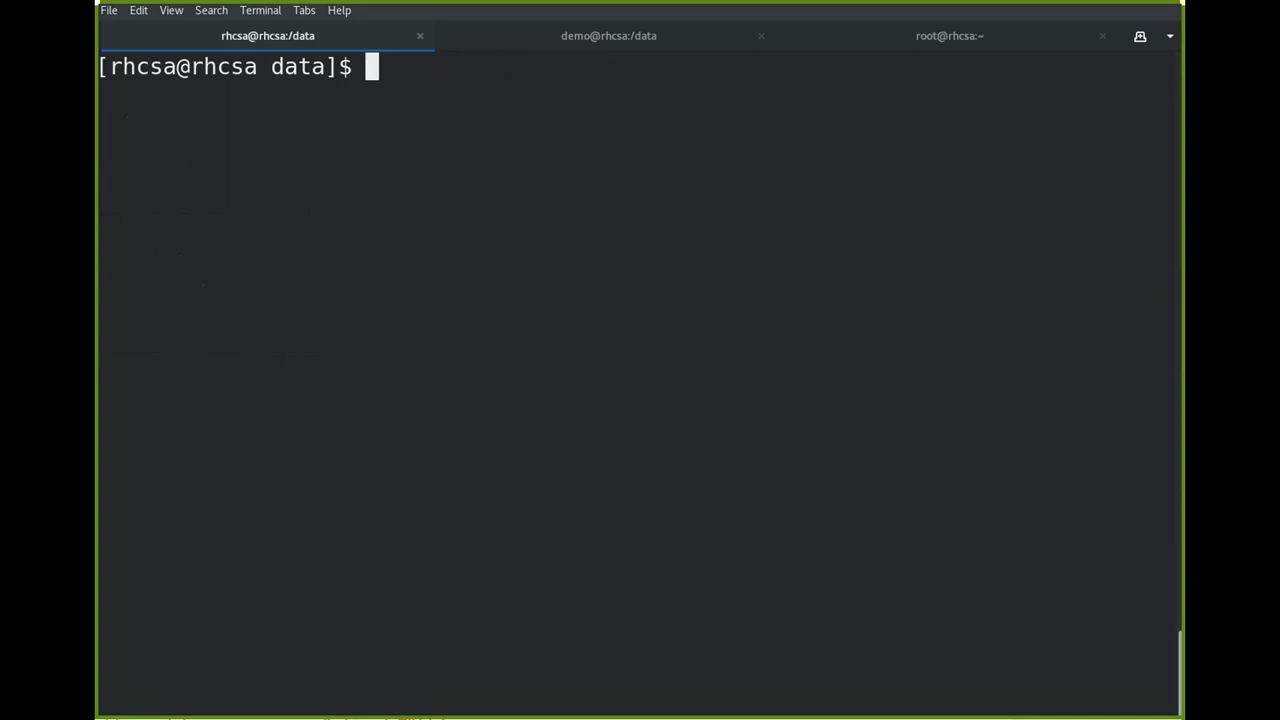 File Edit View Search Terminal Tabs Help
rhcsa@rhcsa:/data × demo@rhcsa:/data × root@rhcsa:~ ×
[rhcsa@rhcsa data]$